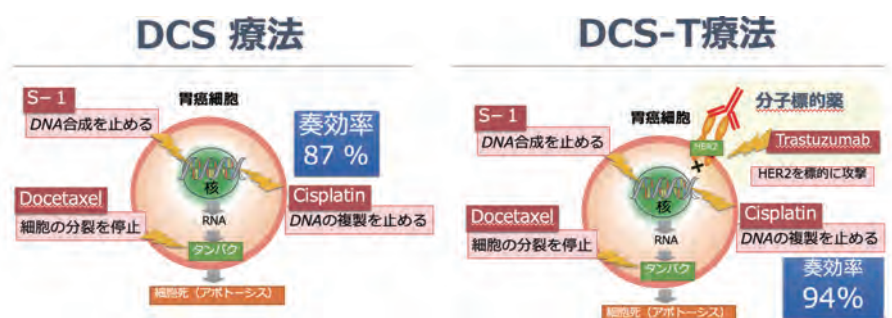 DCS 療法
S－1
DNA合成を止める
胃癌細胞
奏効率
87 %
核
Docetaxel
細胞の分裂を停止
RNA
Cisplatin
DNAの複製を止める
タンパク
細胞死（アポトーシス）
DCS-T療法
分子標的薬
S－1
DNA合成を止める
胃癌細胞
HER2
Trastuzumab
HER2を標的に攻撃
核
Docetaxel
細胞の分裂を停止
RNA
Cisplatin
DNAの複製を止める
タンパク
奏効率
94%
細胞死（アポトーシス）